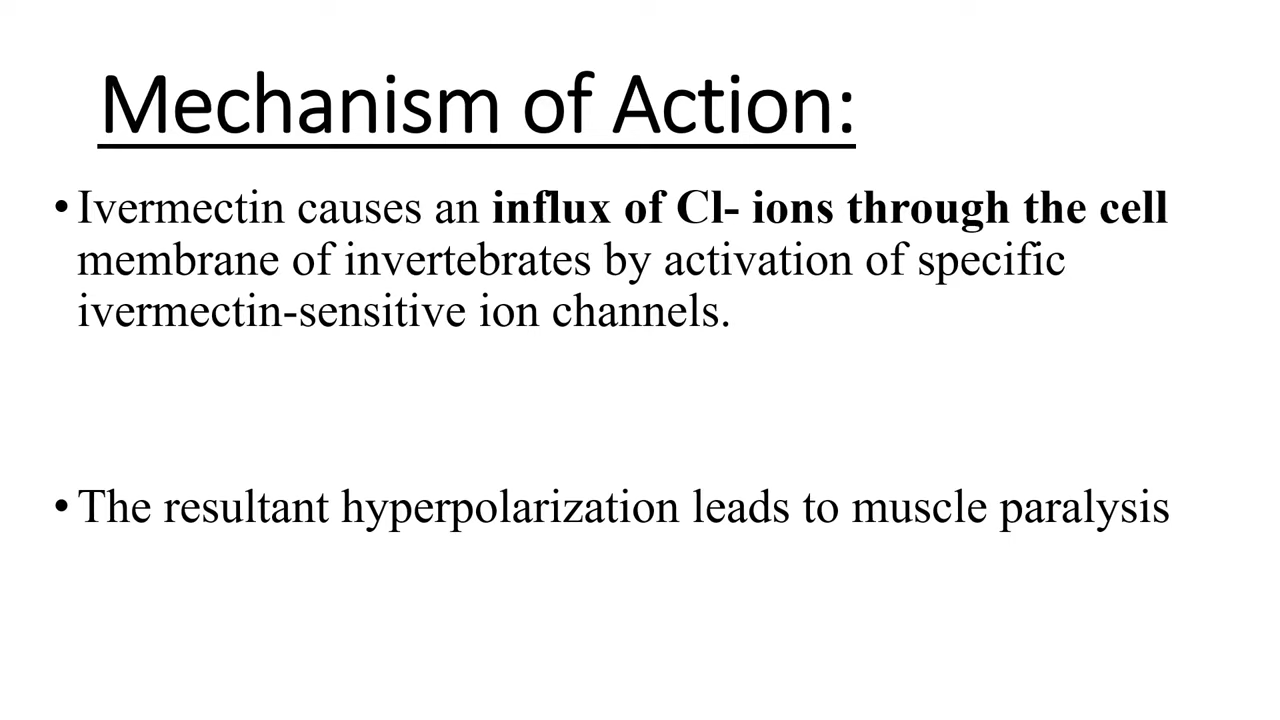 Mechanism of Action:
• Ivermectin causes an influx of Cl- ions through the cell
membrane of invertebrates by activation of specific
ivermectin-sensitive ion channels.
• The resultant hyperpolarization leads to muscle paralysis